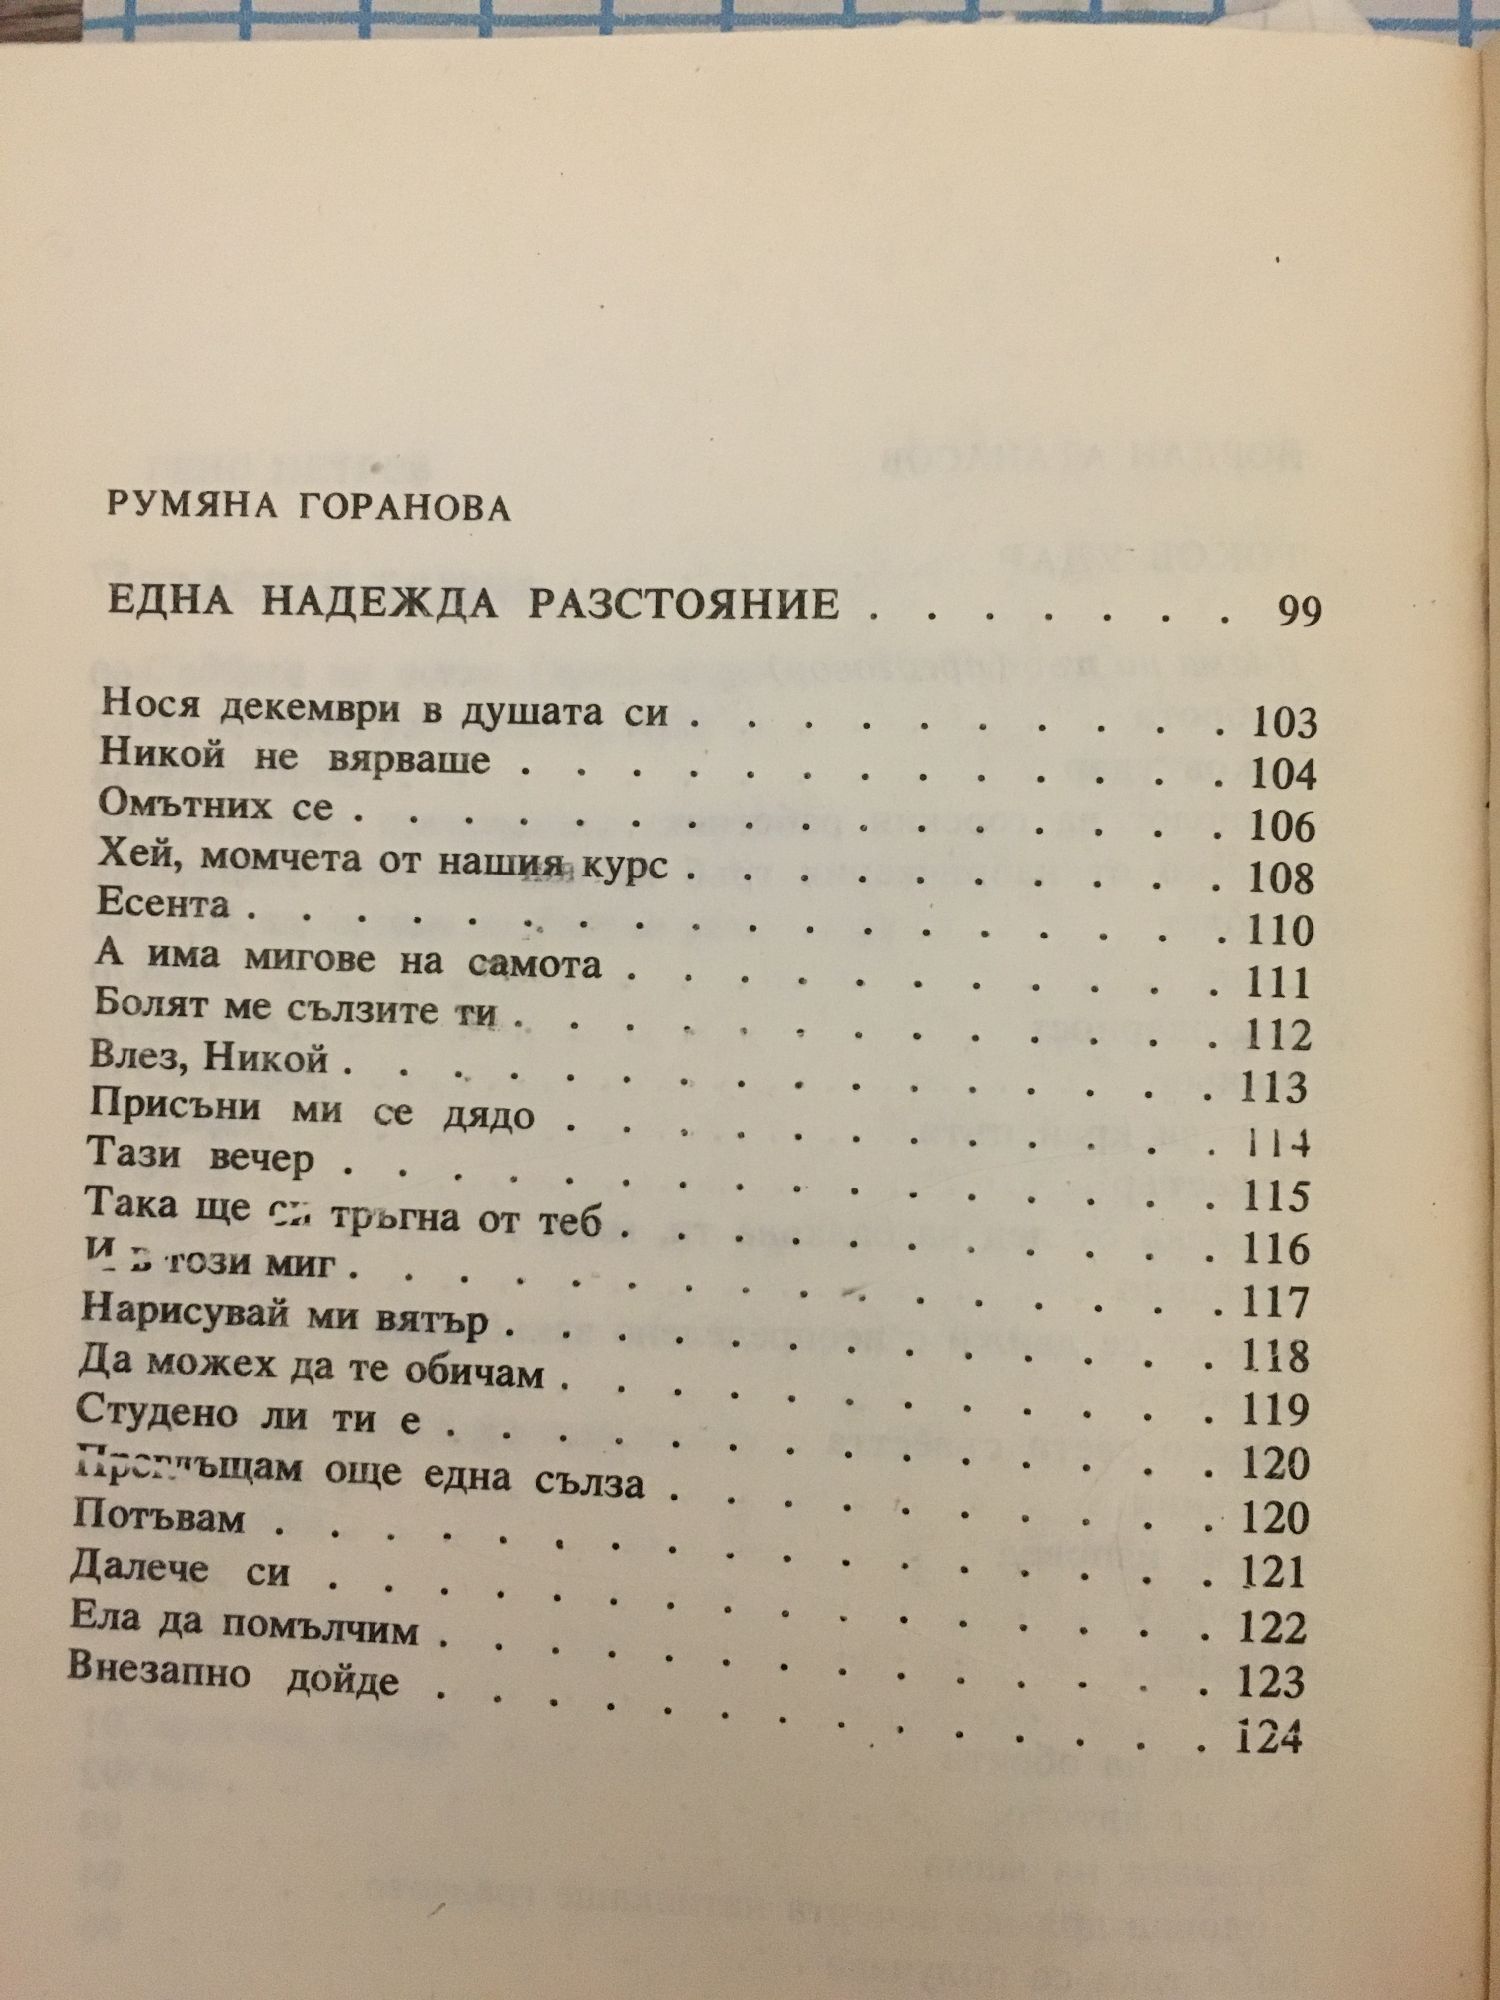 РУМЯНА ГОРАНОВА
ЕДНА НАДЕЖДА РАЗСТОЯНИЕ . . . . . . . 99
Нося декември в душата си . . . . . . . . . . 103
Никой не вярваше . . . . . . . . . . . . . 104
Омътних се . . . . . . . . . . . . . . . . 106
Хей, момчета от нашия курс . . . . . . . . . . 108
Есента . . . . . . . . . . . . . . . . . . 110
А има мигове на самота . . . . . . . . . . . 111
Болят ме сълзите ти . . . . . . . . . . . . . 112
Влез, Никой . . . . . . . . . . . . . . . . 113
Присъни ми се дядо . . . . . . . . . . . . 114
Тази вечер . . . . . . . . . . . . . . . . 115
Така ще си тръгна от теб . . . . . . . . . . . 116
И в този миг . . . . . . . . . . . . . . . . 117
Нарисувай ми вятър . . . . . . . . . . . . . 118
Да можех да те обичам . . . . . . . . . . . . 119
Студено ли ти е . . . . . . . . . . . . . . 120
Преглъщам още една сълза . . . . . . . . . . 120
Потъвам . . . . . . . . . . . . . . . . . 121
Далече си . . . . . . . . . . . . . . . . 122
Ела да помълчим . . . . . . . . . . . . . . 123
Внезапно дойде . . . . . . . . . . . . . . 124